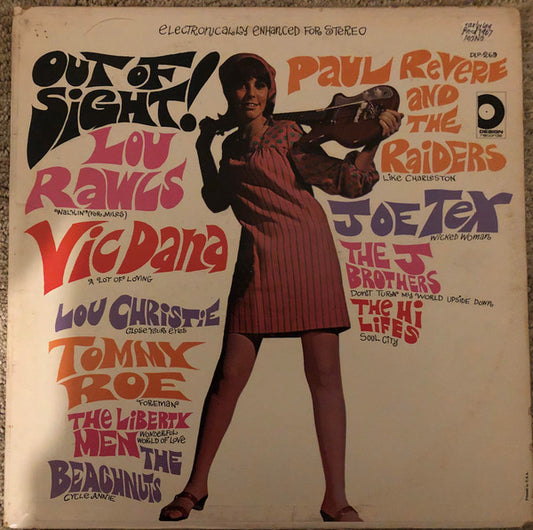 ELECTRONICALLY ENHANCED FOR STEREO
MONO
DLP-269
OUT OF
SIGHT!
LOU
RAWLS
"WALKIN" (FOR MILES)
VIC DANA
A LOT OF LOVING
LOU CHRISTIE
CLOSE YOUR EYES
TOMMY
ROE
"FOREMAN"
THE LIBERTY
MEN
WONDERFUL
WORLD OF LOVE
THE
BEACHNUTS
CYCLE ANNIE
PAUL REVERE
AND
THE
RAIDERS
LIKE CHARLESTON
D
DESIGN
records
JOE TEX
WICKED WOMAN
THE J
BROTHERS
DON'T TURN MY WORLD UPSIDE DOWN
THE HI
LIFES
SOUL CITY